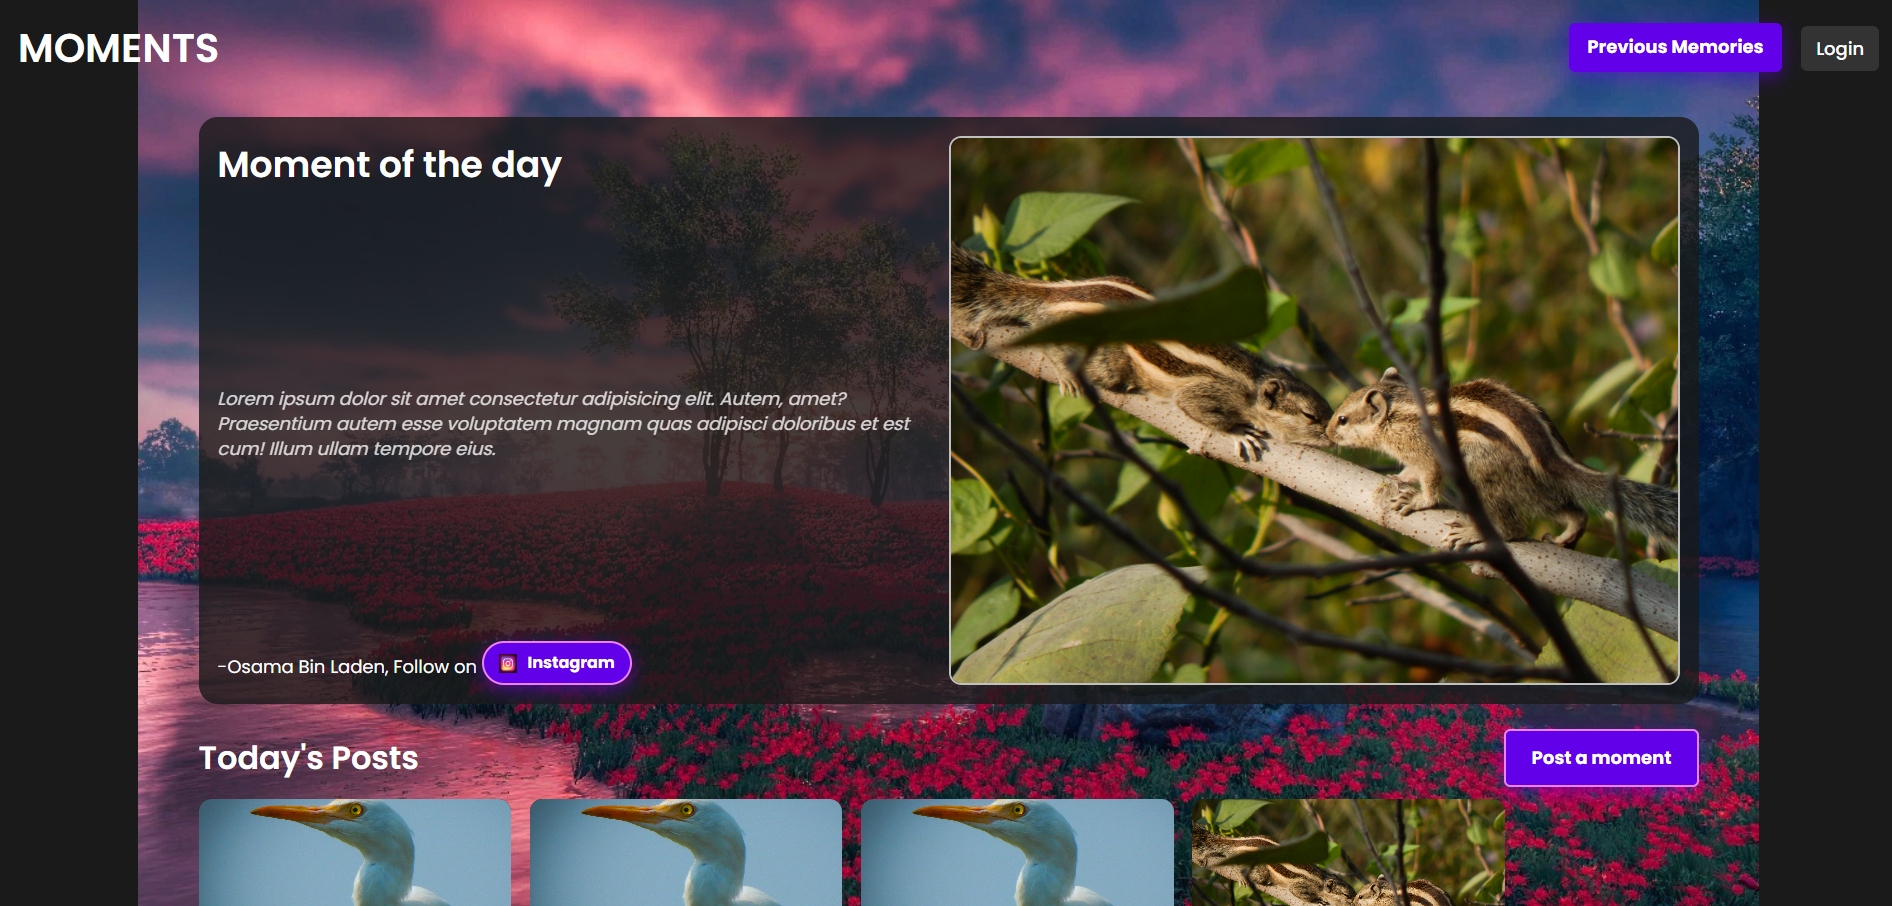 MOMENTS
Previous Memories
Login
Moment of the day
Lorem ipsum dolor sit amet consectetur adipisicing elit. Autem, amet?
Praesentium autem esse voluptatem magnam quas adipisci doloribus et est
cum! Illum ullam tempore eius.
-Osama Bin Laden, Follow on Instagram
Today's Posts
Post a moment